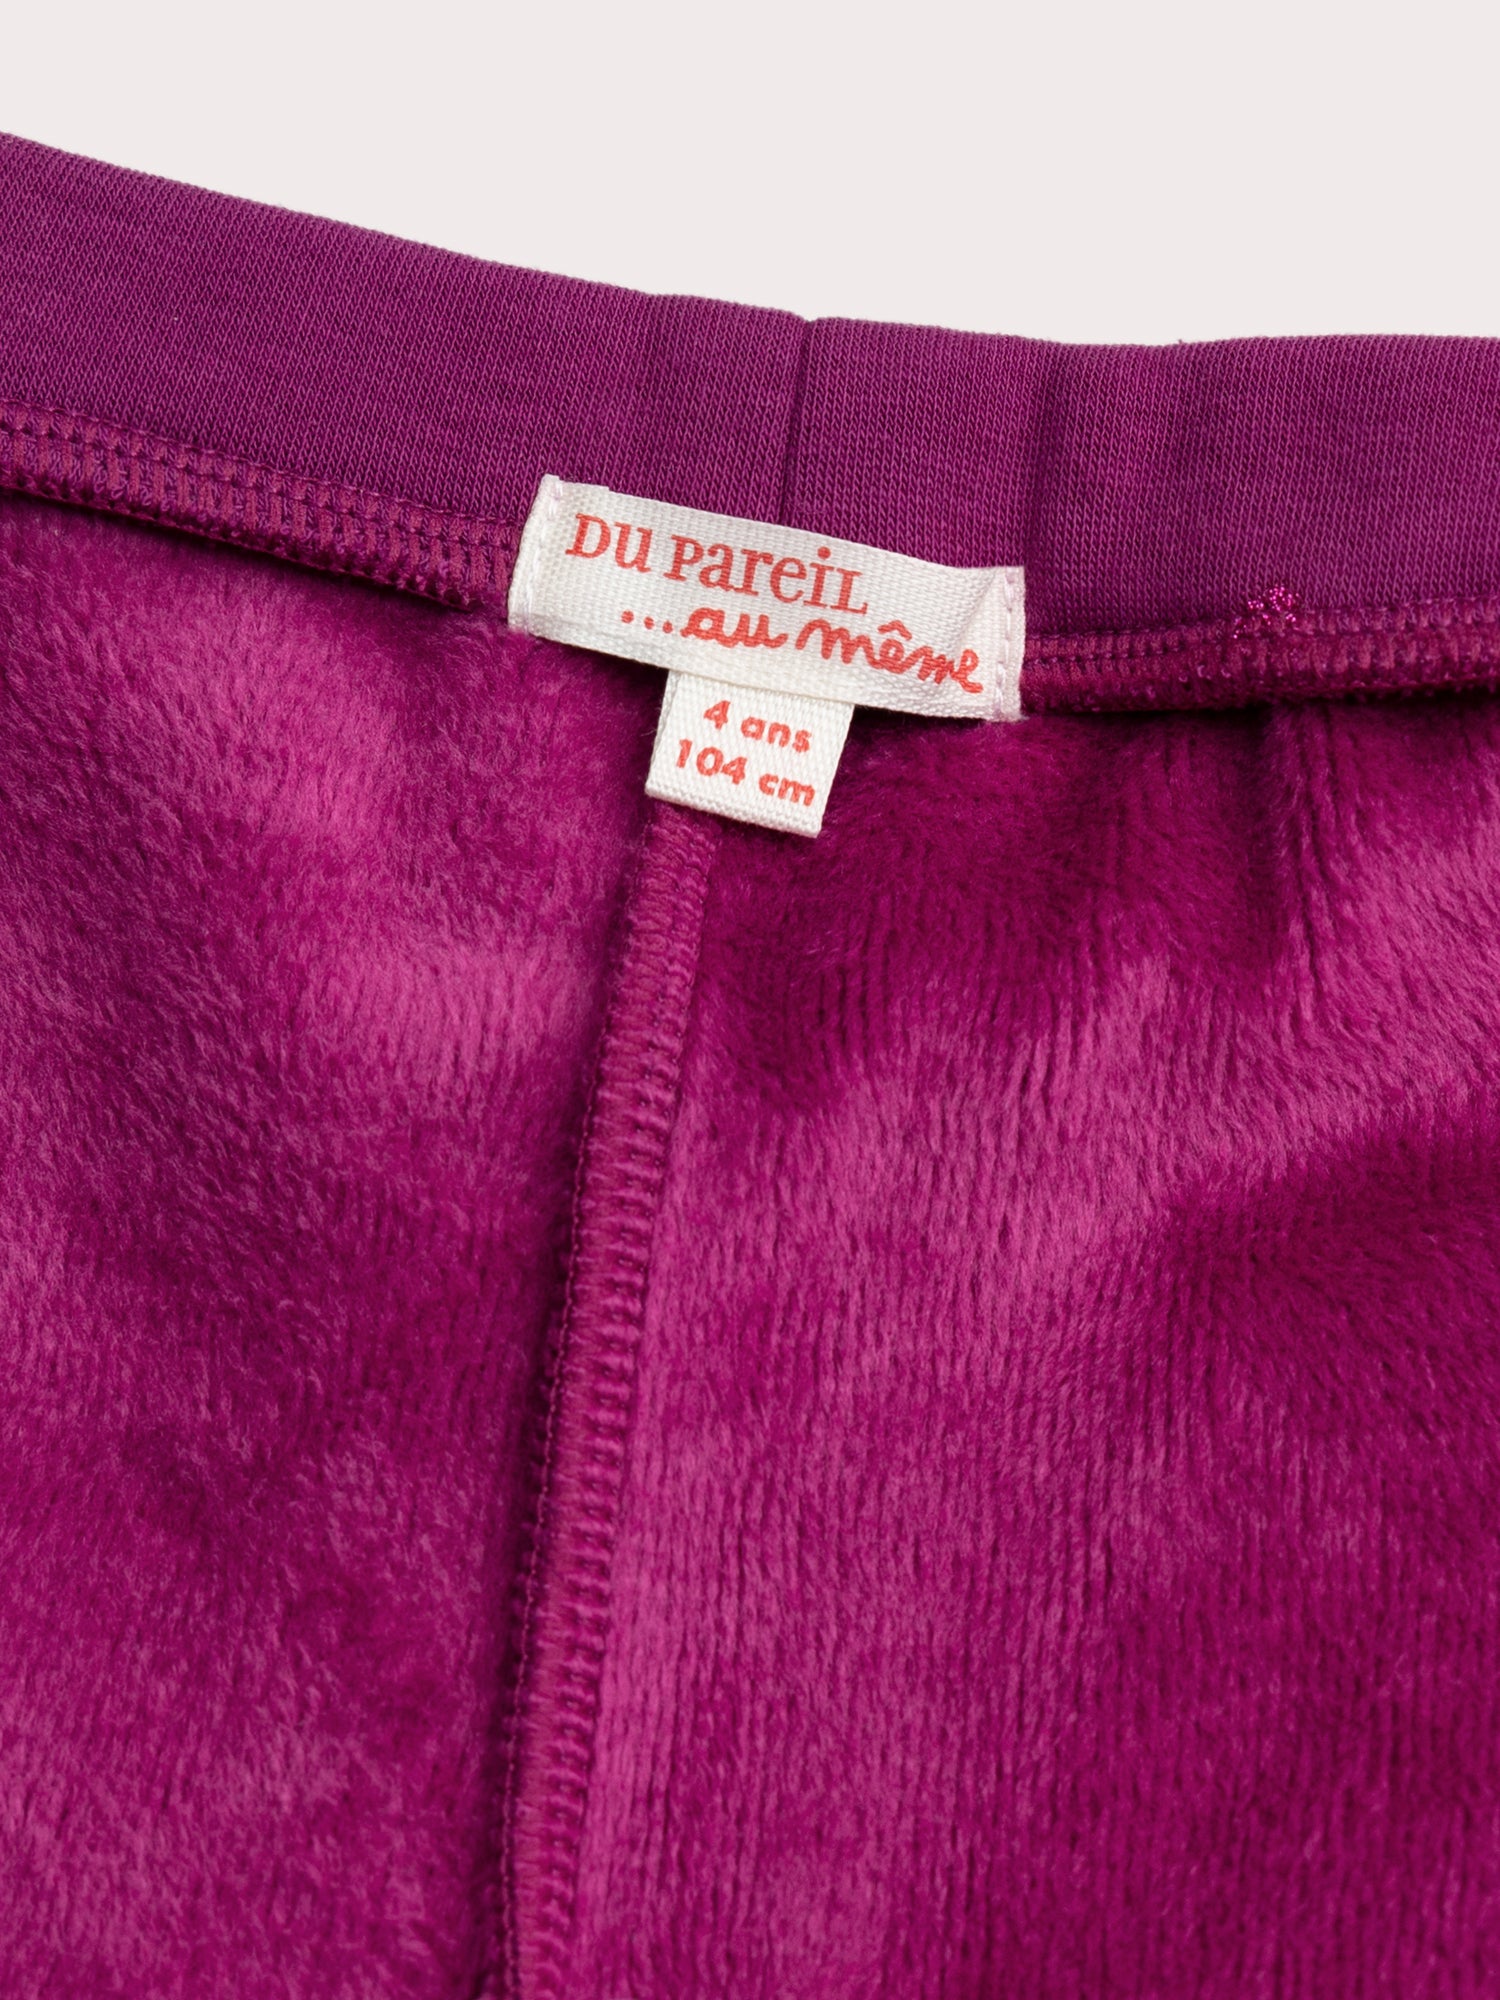 DU PAREIL
...au même
4 ans
104 cm